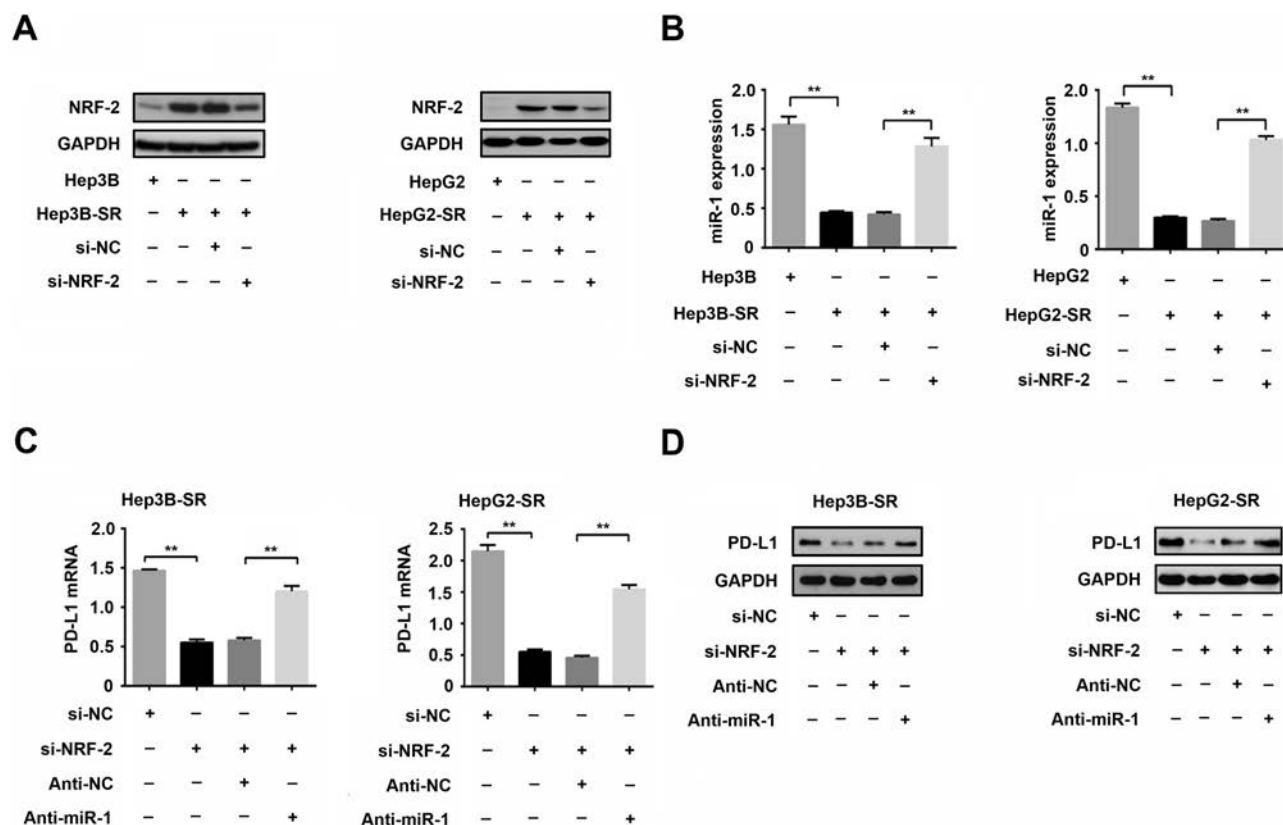 A
NRF-2
GAPDH
Hep3B + – – –
Hep3B-SR – + + +
si-NC – – + –
si-NRF-2 – – – +
NRF-2
GAPDH
HepG2 + – – –
HepG2-SR – + + +
si-NC – – + –
si-NRF-2 – – – +
B
miR-1 expression
2.0
1.5
1.0
0.5
0
**
**
Hep3B + – – –
Hep3B-SR – + + +
si-NC – – + –
si-NRF-2 – – – +
miR-1 expression
2.0
1.0
0.5
0
**
**
HepG2 + – – –
HepG2-SR – + + +
si-NC – – + –
si-NRF-2 – – – +
C
Hep3B-SR
PD-L1 mRNA
2.0
1.5
1.0
0.5
0.0
**
**
si-NC + – – –
si-NRF-2 – + + +
Anti-NC – – + –
Anti-miR-1 – – – +
HepG2-SR
PD-L1 mRNA
2.5
2.0
1.5
1.0
0.5
0.0
**
**
si-NC + – – –
si-NRF-2 – + + +
Anti-NC – – + –
Anti-miR-1 – – – +
D
Hep3B-SR
PD-L1
GAPDH
si-NC + – – –
si-NRF-2 – + + +
Anti-NC – – + –
Anti-miR-1 – – – +
HepG2-SR
PD-L1
GAPDH
si-NC + – – –
si-NRF-2 – + + +
Anti-NC – – + –
Anti-miR-1 – – – +